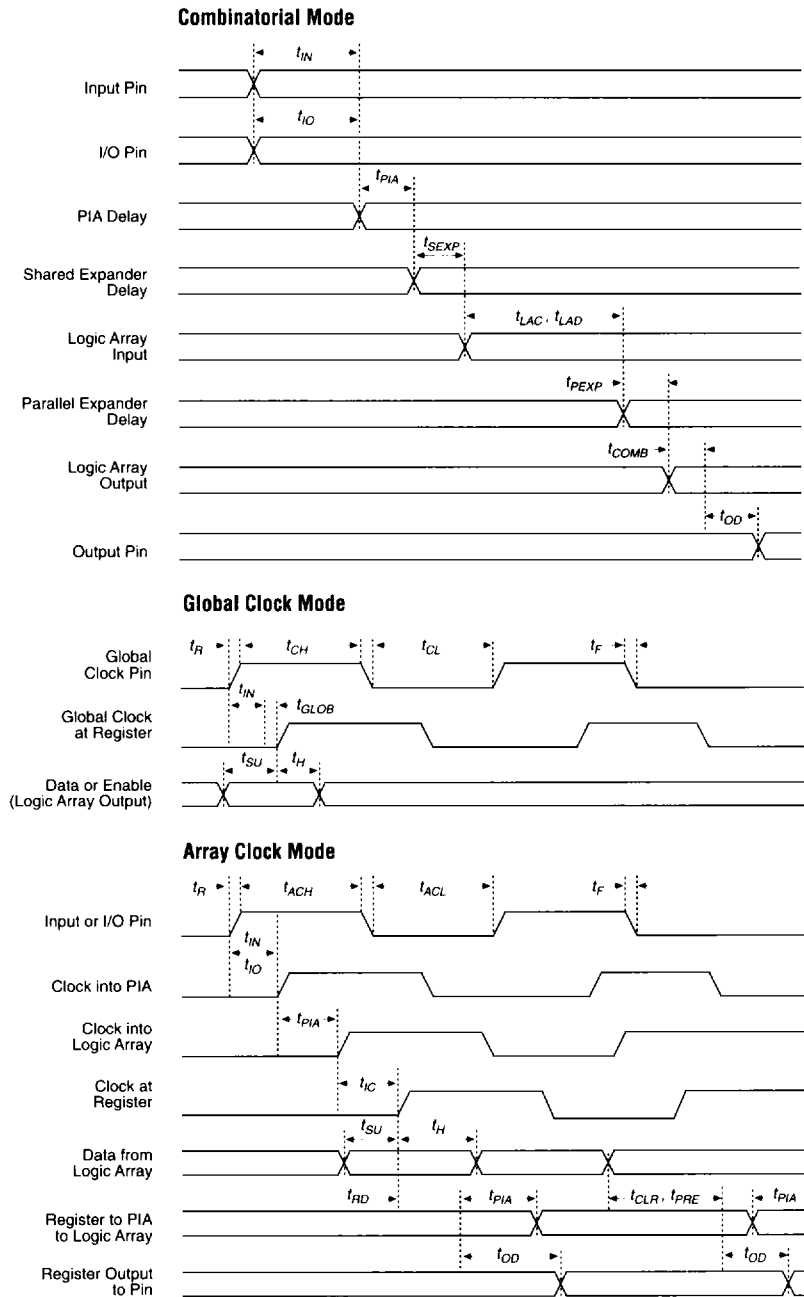 Combinatorial Mode
t_IN
Input Pin
t_IO
I/O Pin
t_PIA
PIA Delay
t_SEXP
Shared Expander
Delay
t_LAC, t_LAD
Logic Array
Input
t_PEXP
Parallel Expander
Delay
t_COMB
Logic Array
Output
t_OD
Output Pin
Global Clock Mode
t_R t_CH t_CL t_F
Global
Clock Pin
t_IN t_GLOB
Global Clock
at Register
t_SU t_H
Data or Enable
(Logic Array Output)
Array Clock Mode
t_R t_ACH t_ACL t_F
Input or I/O Pin
t_IN
t_IO
Clock into PIA
t_PIA
Clock into
Logic Array
t_IC
Clock at
Register
t_SU t_H
Data from
Logic Array
t_RD t_PIA t_CLR, t_PRE t_PIA
Register to PIA
to Logic Array
t_OD t_OD
Register Output
to Pin